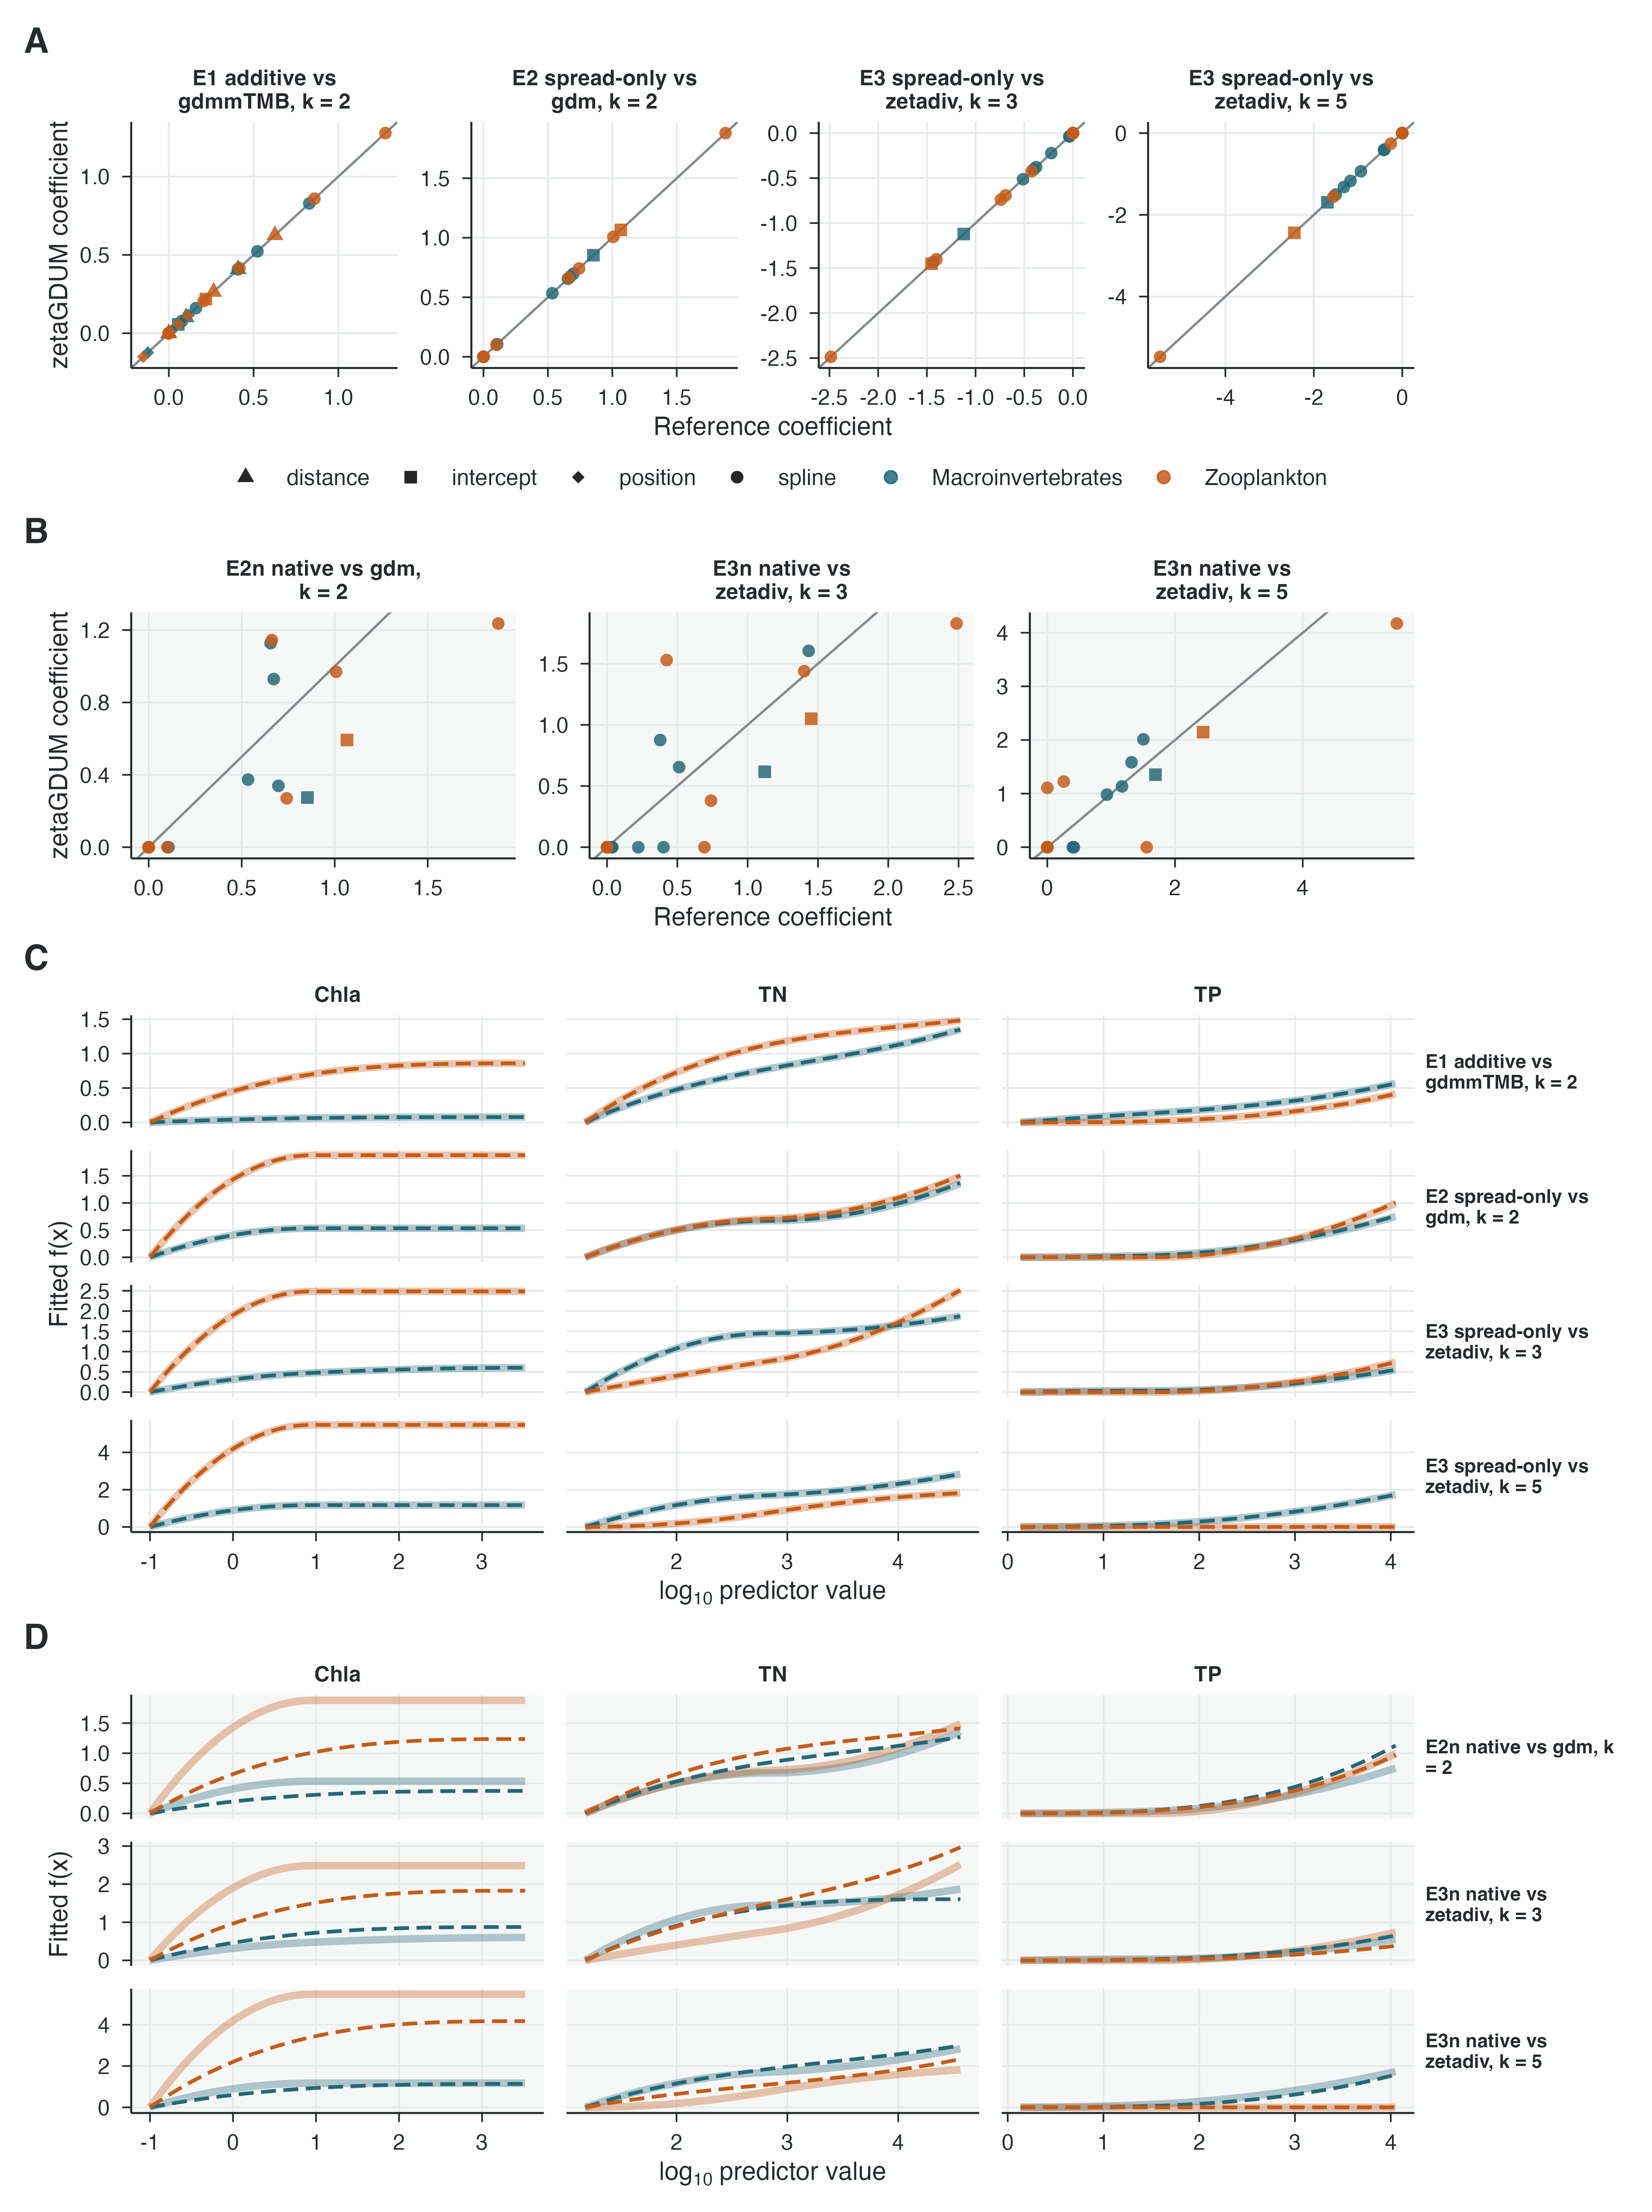 A
E1 additive vs
gdmmTMB, k = 2
E2 spread-only vs
gdm, k = 2
E3 spread-only vs
zetadiv, k = 3
E3 spread-only vs
zetadiv, k = 5
zetaGDUM coefficient
1.0
0.5
0.0
0.0 0.5 1.0
1.5
1.0
0.5
0.0
0.0 0.5 1.0 1.5
0.0
-0.5
-1.0
-1.5
-2.0
-2.5
-2.5 -2.0 -1.5 -1.0 -0.5 0.0
0
-2
-4
-4 -2 0
Reference coefficient
distance intercept position spline Macroinvertebrates Zooplankton
B
E2n native vs gdm,
k = 2
E3n native vs
zetadiv, k = 3
E3n native vs
zetadiv, k = 5
zetaGDUM coefficient
1.2
0.8
0.4
0.0
0.0 0.5 1.0 1.5
1.5
1.0
0.5
0.0
0.0 0.5 1.0 1.5 2.0 2.5
4
3
2
1
0
0 2 4
Reference coefficient
C
Chla TN TP
Fitted f(x)
1.5
1.0
0.5
0.0
E1 additive vs
gdmmTMB, k = 2
1.5
1.0
0.5
0.0
E2 spread-only vs
gdm, k = 2
2.5
2.0
1.5
1.0
0.5
0.0
E3 spread-only vs
zetadiv, k = 3
4
2
0
E3 spread-only vs
zetadiv, k = 5
-1 0 1 2 3 2 3 4 0 1 2 3 4
log10 predictor value
D
Chla TN TP
Fitted f(x)
1.5
1.0
0.5
0.0
E2n native vs gdm, k
= 2
3
2
1
0
E3n native vs
zetadiv, k = 3
4
2
0
E3n native vs
zetadiv, k = 5
-1 0 1 2 3 2 3 4 0 1 2 3 4
log10 predictor value